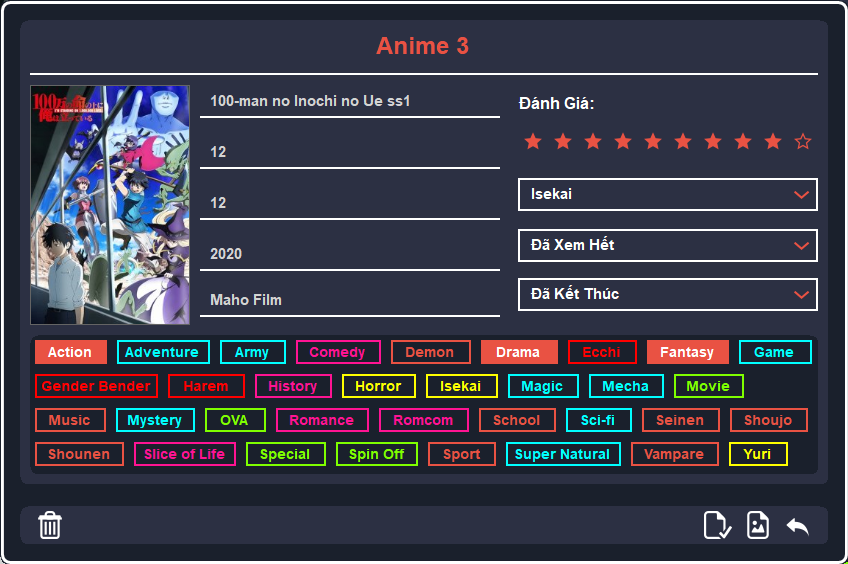 Anime 3
100-man no Inochi no Ue ss1
12
12
2020
Maho Film
Đánh Giá:
Isekai
Đã Xem Hết
Đã Kết Thúc
Action Adventure Army Comedy Demon Drama Ecchi Fantasy Game
Gender Bender Harem History Horror Isekai Magic Mecha Movie
Music Mystery OVA Romance Romcom School Sci-fi Seinen Shoujo
Shounen Slice of Life Special Spin Off Sport Super Natural Vampare Yuri